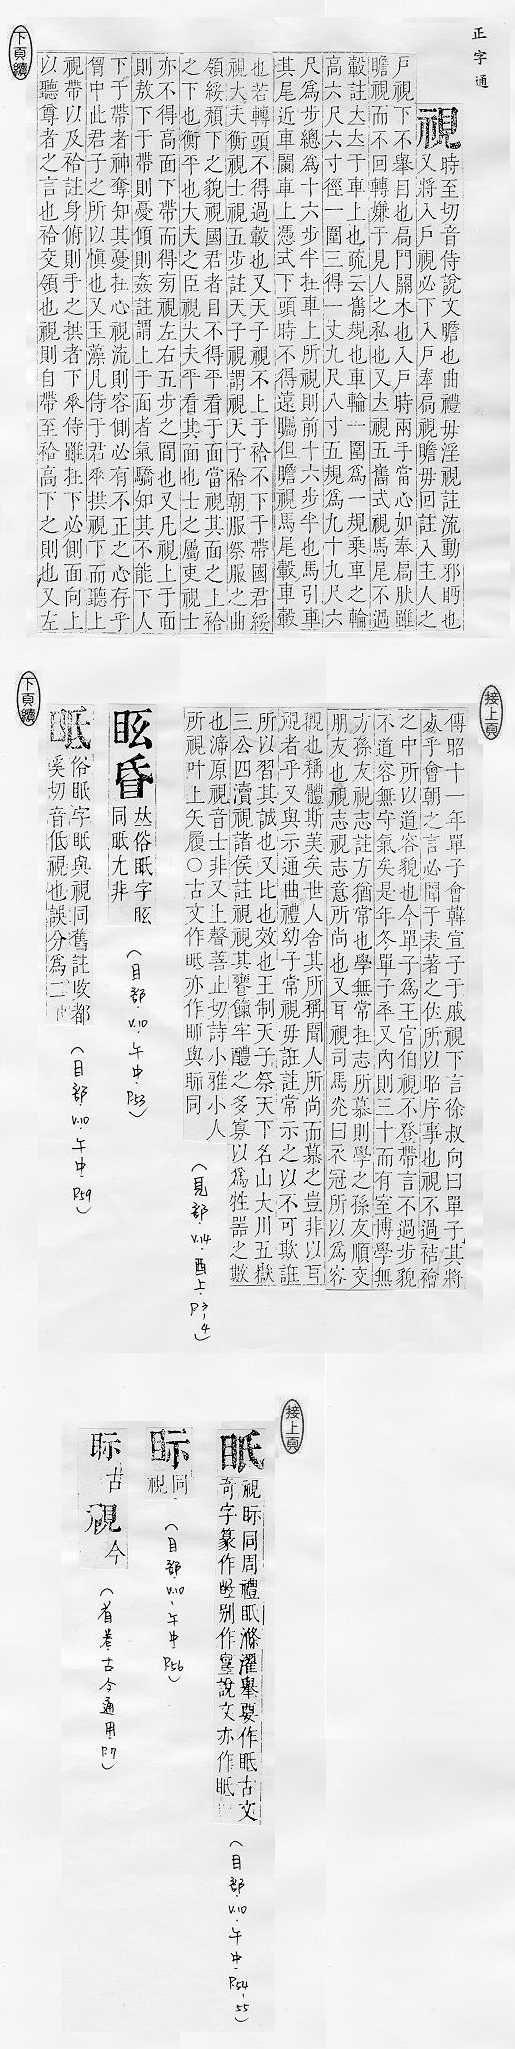 正字通
視
時至切音侍說文瞻也曲禮毋淫視註流動邪眄也
又將入戶視必下入戶奉扃視瞻毋回註入主人之
戶視下不舉目也扃門關木也入戶時兩手當心如奉扃狀雖
瞻視而不回轉嫌于見人之私也又立視五巂式視馬尾不過
轂註立立于車上也疏云巂規也車輪一圍為一規乘車之輪
高六尺六寸徑一圍三得一丈九尺八寸五規為九十九尺六
尺為步總為十六步半在車上所視則前十六步半也馬引車
其尾近車闌車上憑式下頭時不得遠矚但瞻視馬尾轂車轂
也若轉頭不得過轂也又天子視不上于袷不下于帶國君綏
視大夫衡視士視五步註天子視謂視天子袷朝服祭服之曲
領綏頹下之貌視國君者目不得平看于面當視其面之上袷
之下也衡平也大夫之臣視大夫平看其面也士之屬吏視士
亦不得高面下帶而得旁視左右五步之間也又凡視上于面
則敖下于帶則憂傾則姦註謂上于面者氣驕知其不能下人
下于帶者神奪知其憂在心視流則容側必有不正之心存乎
胷中此君子之所以愼也又玉藻凡侍于君垂拱視下而聽上
視帶以及袷註身俯則手之拱者下垂侍雖在下必側面向上
以聽尊者之言也袷交領也視則自帶至袷高下之則也又左
下頁續
接上頁
傳昭十一年單子會韓宣子于戚視下言徐叔向曰單子其將
死乎會朝之言必聞于表著之位所以昭序事也視不過結襘
之中所以道容貌也今單子為王官伯視不登帶言不過步貌
不道容無守氣矣是年冬單子卒又內則三十而有室博學無
方孫友視志註方猶常也學無常在志所慕則學之孫友順交
朋友也視志視志意所尚也又耳視司馬光曰衣冠所以為容
觀也稱體斯美矣世人舍其所稱聞人所尚而慕之豈非以耳
視者乎又與示通曲禮幼子常視毋誑註常示之以不可欺誑
所以習其誠也又比也效也王制天子祭天下名山大川五嶽
三公四瀆視諸侯註視視其饔餼牢醴之多寡以為牲器之數
也沛原視音士非又上聲善止切詩小雅小人
所視叶上矢履○古文作眡亦作眎與䀾同
(見部.V.14.酉上.P3-4)
眩昏
𠀤俗眂字眩
同眂尤非
(目部.V.10.午中.P53)
眡
俗眂字眂與視同舊註改都
奚切音低視也誤分為二
(目部.V.10.午中.P59)
下頁續
接上頁
眂
視眎同周禮眂滌濯舉要作眂古文
奇字篆作 別作 說文亦作眂
(目部.V.10.午中.P54-55)
眎
同
視
(目部.V.10.午中.P56)
眎 古
視 今
(首卷.古今通用.P.7)